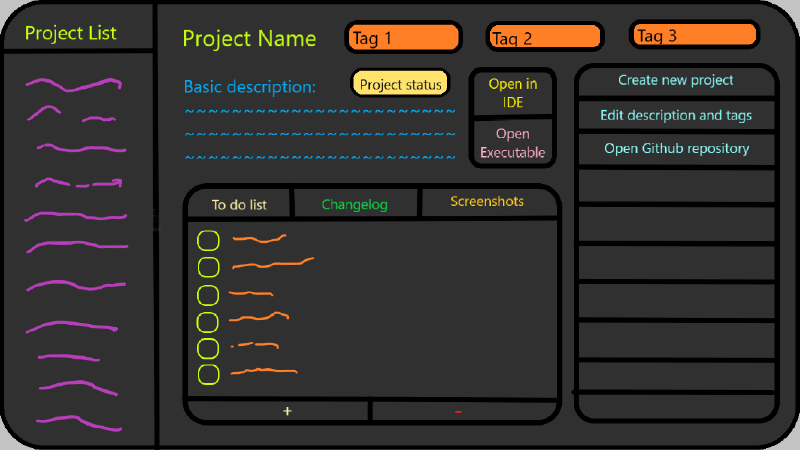 Project List
Project Name
Tag 1
Tag 2
Tag 3
Basic description:
Project status
Open in
IDE
Open
Executable
Create new project
Edit description and tags
Open Github repository
To do list
Changelog
Screenshots
+
-